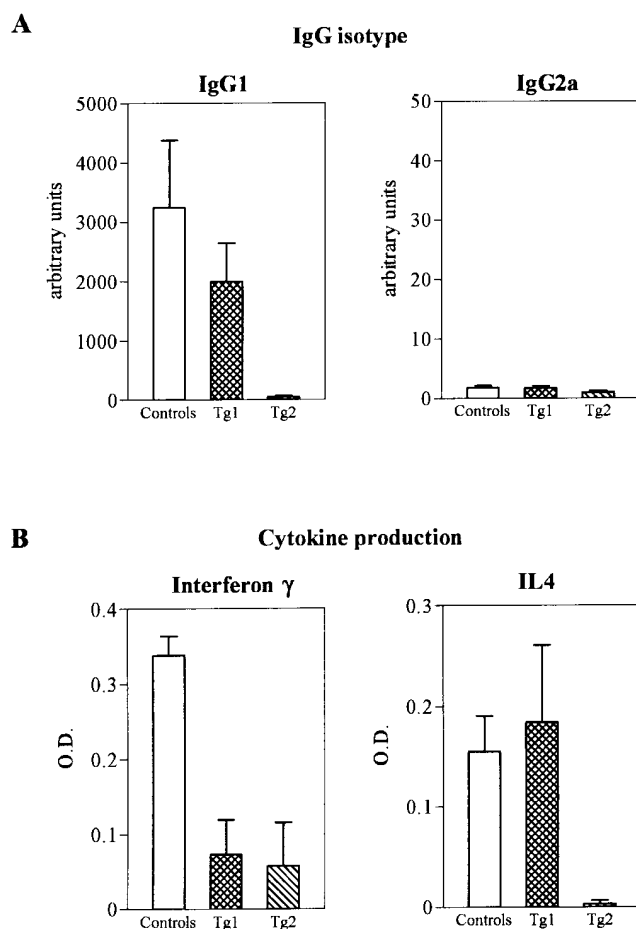 A
IgG isotype
IgG1
5000
4000
3000
2000
1000
0
arbitrary units
Controls Tg1 Tg2
IgG2a
50
40
30
20
10
0
arbitrary units
Controls Tg1 Tg2
B
Cytokine production
Interferon γ
0.4
0.3
0.2
0.1
0
O.D.
Controls Tg1 Tg2
IL4
0.3
0.2
0.1
0
O.D.
Controls Tg1 Tg2